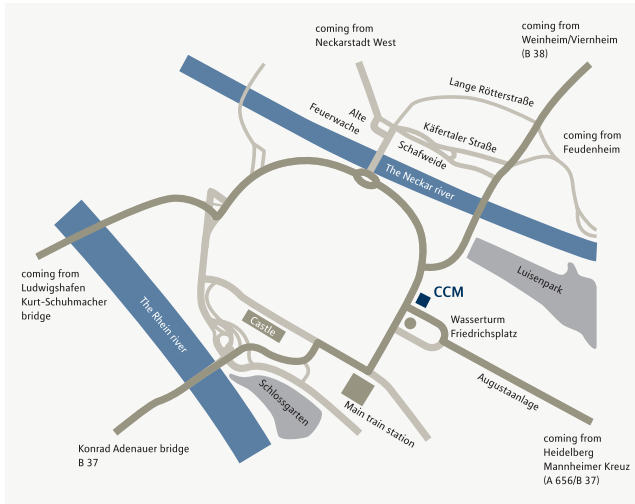 coming from
Neckarstadt West
coming from
Weinheim/Viernheim
(B 38)
Lange Rötterstraße
Alte
Feuerwache
Käfertaler Straße
Schafweide
coming from
Feudenheim
The Neckar river
coming from
Ludwigshafen
Kurt-Schuhmacher
bridge
Luisenpark
CCM
The Rhein river
Castle
Wasserturm
Friedrichsplatz
Schlossgarten
Main train station
Augustaanlage
Konrad Adenauer bridge
B 37
coming from
Heidelberg
Mannheimer Kreuz
(A 656/B 37)